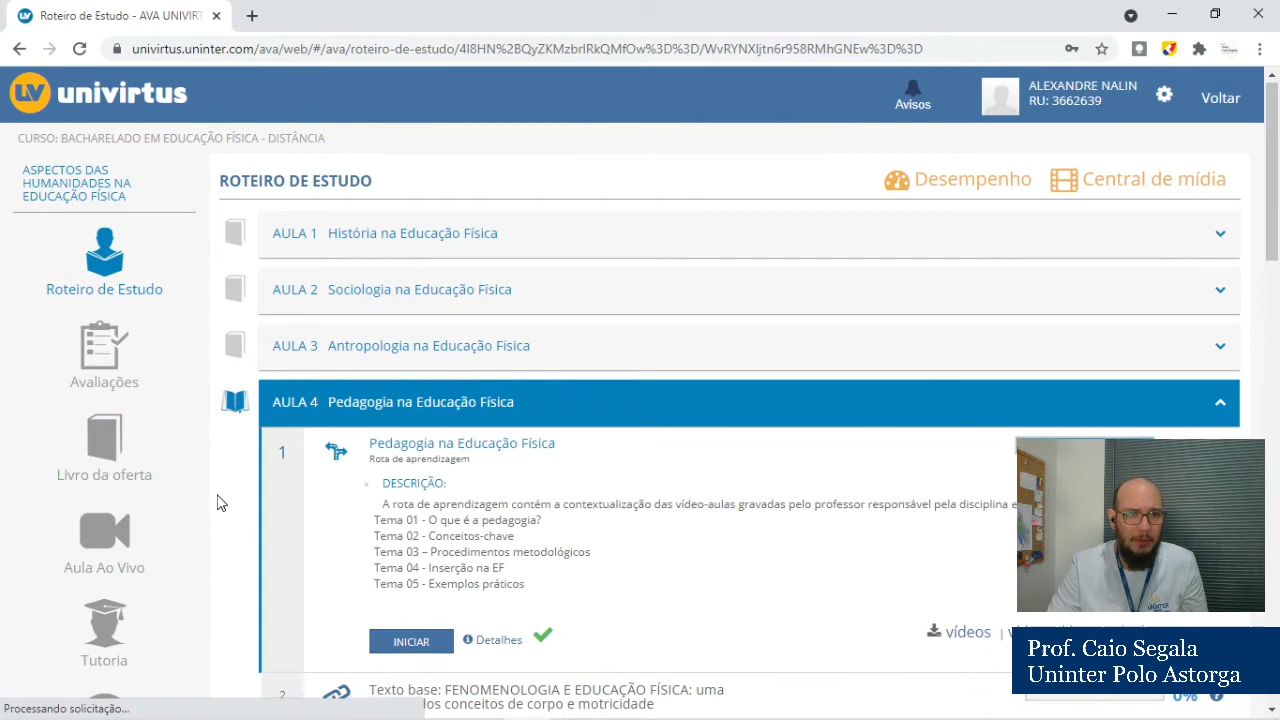 Roteiro de Estudo - AVA UNIVIRT
univirtus.uninter.com/ava/web/#/ava/roteiro-de-estudo/4I8HN%2BQyZKMzbrIRkQMfOw%3D%3D/WvRYNXljtn6r958RMhGNEw%3D%3D
univirtus
Avisos
ALEXANDRE NALIN
RU: 3662639
Voltar
CURSO: BACHARELADO EM EDUCAÇÃO FÍSICA - DISTÂNCIA
ASPECTOS DAS
HUMANIDADES NA
EDUCAÇÃO FÍSICA
Roteiro de Estudo
Avaliações
Livro da oferta
Aula Ao Vivo
Tutoria
ROTEIRO DE ESTUDO
Desempenho
Central de mídia
AULA 1 História na Educação Física
AULA 2 Sociologia na Educação Física
AULA 3 Antropologia na Educação Física
AULA 4 Pedagogia na Educação Física
1
Pedagogia na Educação Física
Rota de aprendizagem
DESCRIÇÃO:
A rota de aprendizagem contém a contextualização das vídeo-aulas gravadas pelo professor responsável pela disciplina e
Tema 01 - O que é a pedagogia?
Tema 02 - Conceitos-chave
Tema 03 – Procedimentos metodológicos
Tema 04 - Inserção na EF
Tema 05 - Exemplos práticos
INICIAR
Detalhes
vídeos |
2
Texto base: FENOMENOLOGIA E EDUCAÇÃO FÍSICA: uma
dos conceitos de corpo e motricidade
0%
Processando solicitação...
UNINTER
Prof. Caio Segala
Uninter Polo Astorga